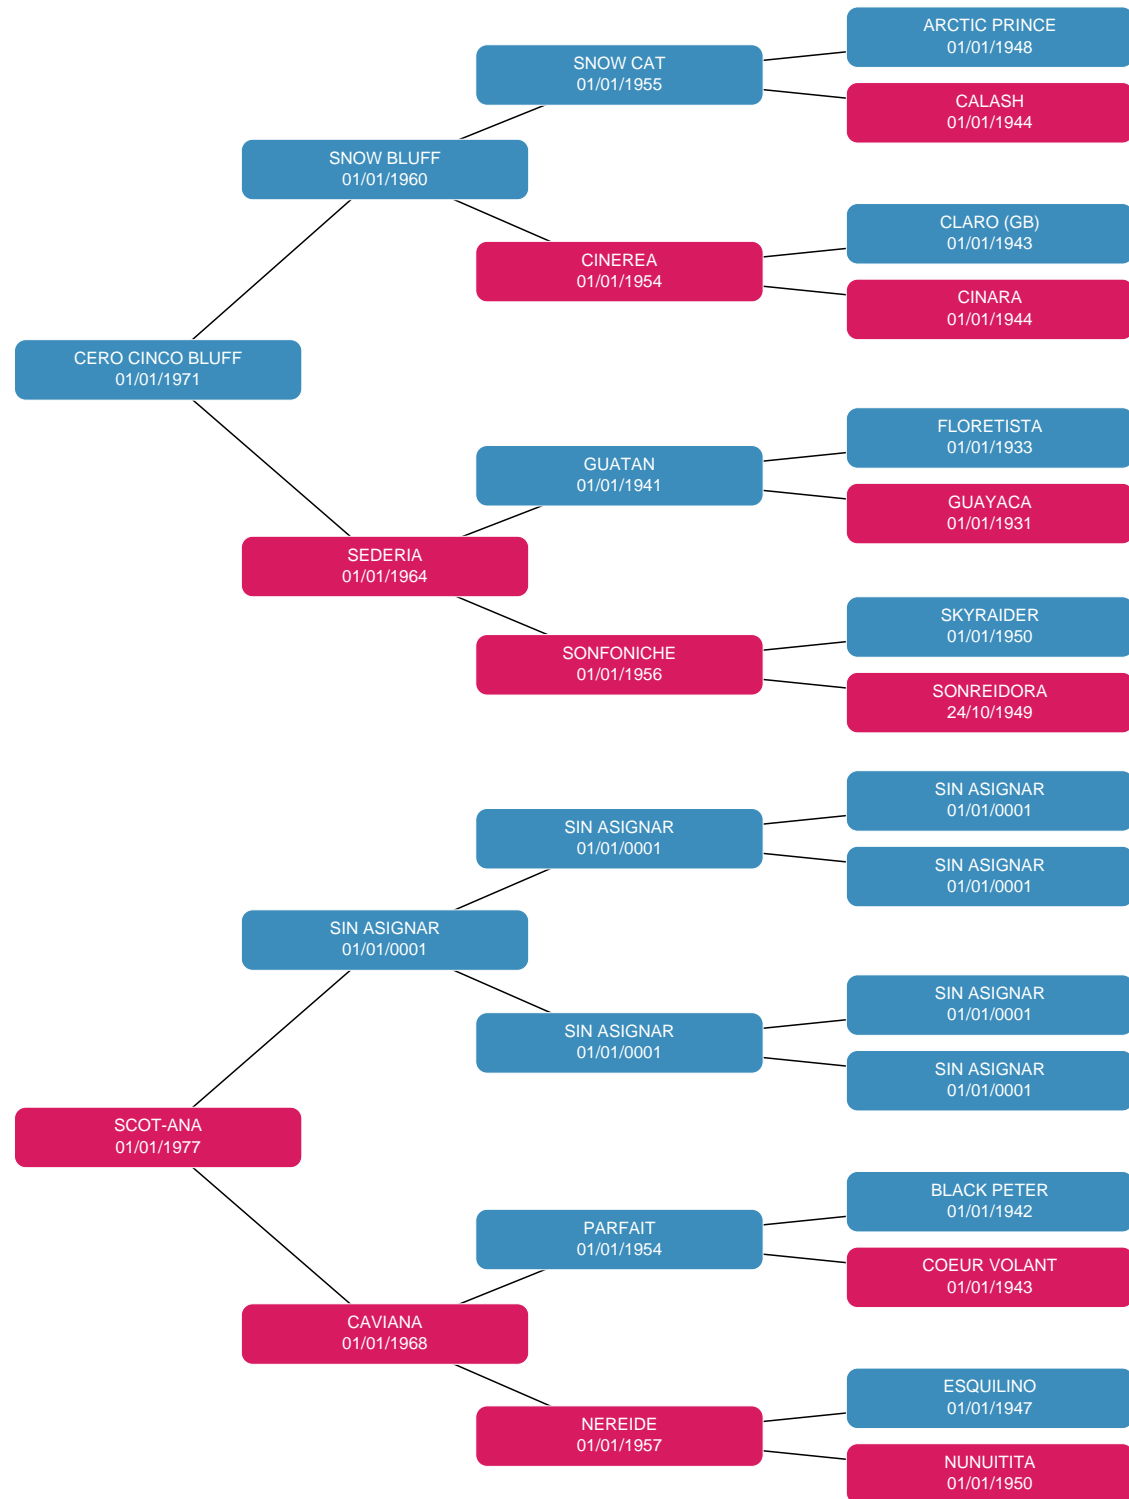 ARCTIC PRINCE
01/01/1948
SNOW CAT
01/01/1955
CALASH
01/01/1944
SNOW BLUFF
01/01/1960
CLARO (GB)
01/01/1943
CINEREA
01/01/1954
CINARA
01/01/1944
CERO CINCO BLUFF
01/01/1971
FLORETISTA
01/01/1933
GUATAN
01/01/1941
GUAYACA
01/01/1931
SEDERIA
01/01/1964
SKYRAIDER
01/01/1950
SONFONICHE
01/01/1956
SONREIDORA
24/10/1949
SIN ASIGNAR
01/01/0001
SIN ASIGNAR
01/01/0001
SIN ASIGNAR
01/01/0001
SIN ASIGNAR
01/01/0001
SIN ASIGNAR
01/01/0001
SIN ASIGNAR
01/01/0001
SIN ASIGNAR
01/01/0001
SCOT-ANA
01/01/1977
BLACK PETER
01/01/1942
PARFAIT
01/01/1954
COEUR VOLANT
01/01/1943
CAVIANA
01/01/1968
ESQUILINO
01/01/1947
NEREIDE
01/01/1957
NUNUITITA
01/01/1950